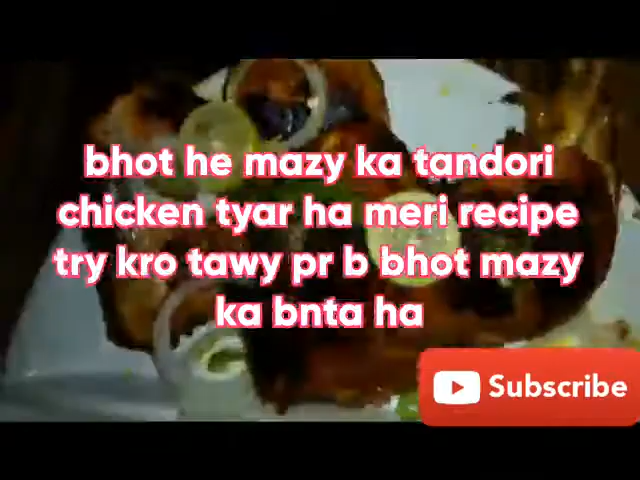 bhot he mazy ka tandori
chicken tyar ha meri recipe
try kro tawy pr b bhot mazy
ka bnta ha
Subscribe